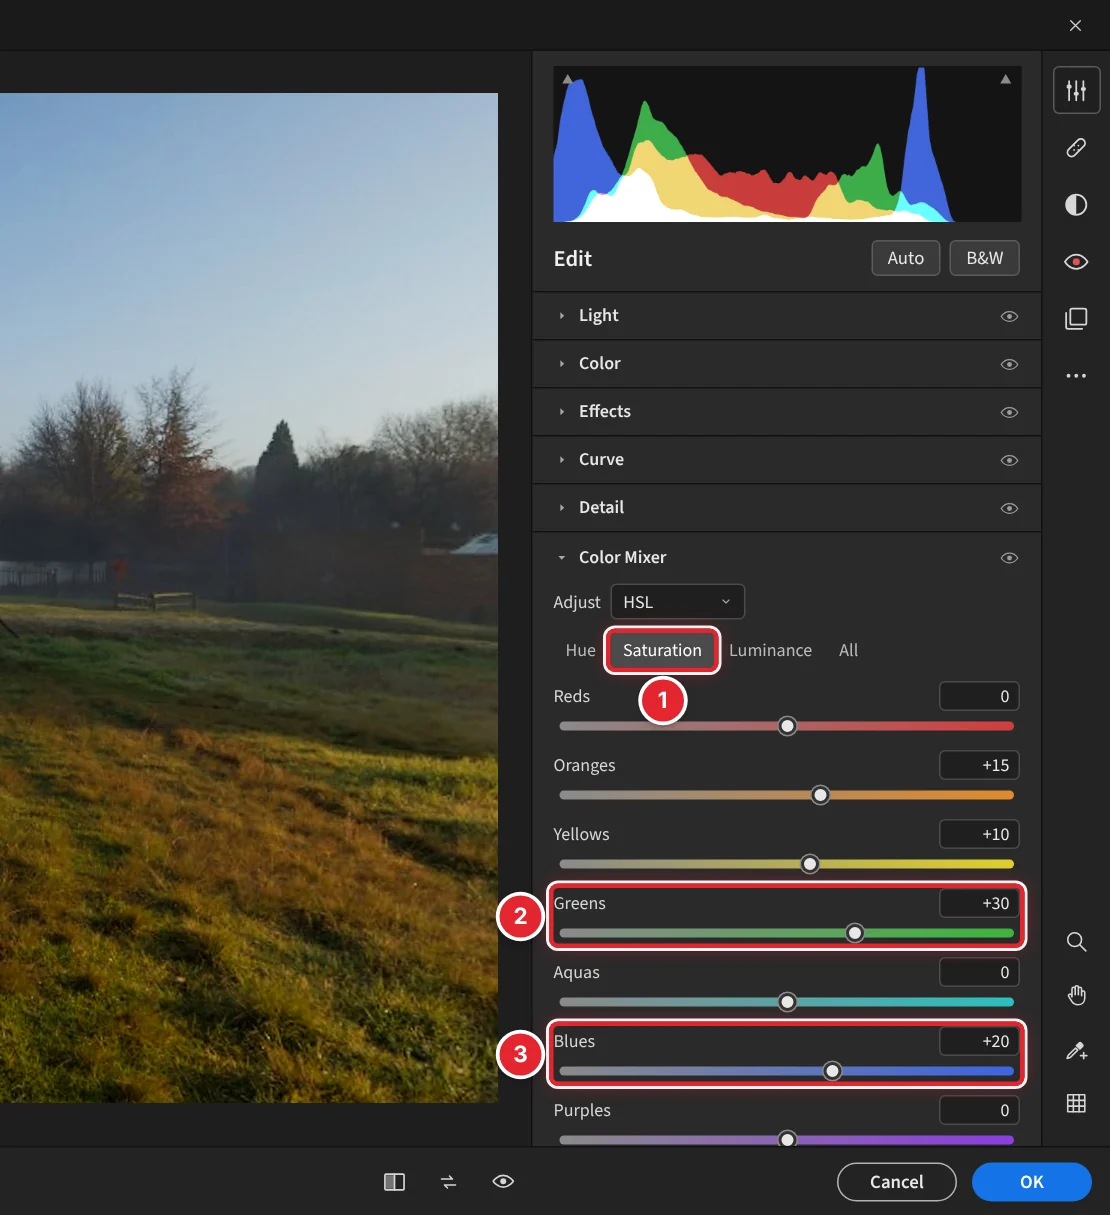 Edit
Auto
B&W
Light
Color
Effects
Curve
Detail
Color Mixer
Adjust
HSL
Hue
Saturation
Luminance
All
1
Reds
0
Oranges
+15
Yellows
+10
2
Greens
+30
Aquas
0
3
Blues
+20
Purples
0
Cancel
OK